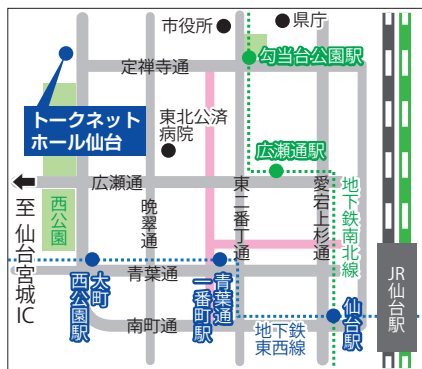 市役所
県庁
定禅寺通
勾当台公園駅
トークネット
ホール仙台
東北公済
病院
広瀬通駅
広瀬通
至 仙台宮城IC
西公園
晩翠通
東二番丁通
愛宕上杉通
地下鉄南北線
大町
西公園駅
青葉通
青葉通
一番町駅
JR仙台駅
仙台駅
南町通
地下鉄
東西線